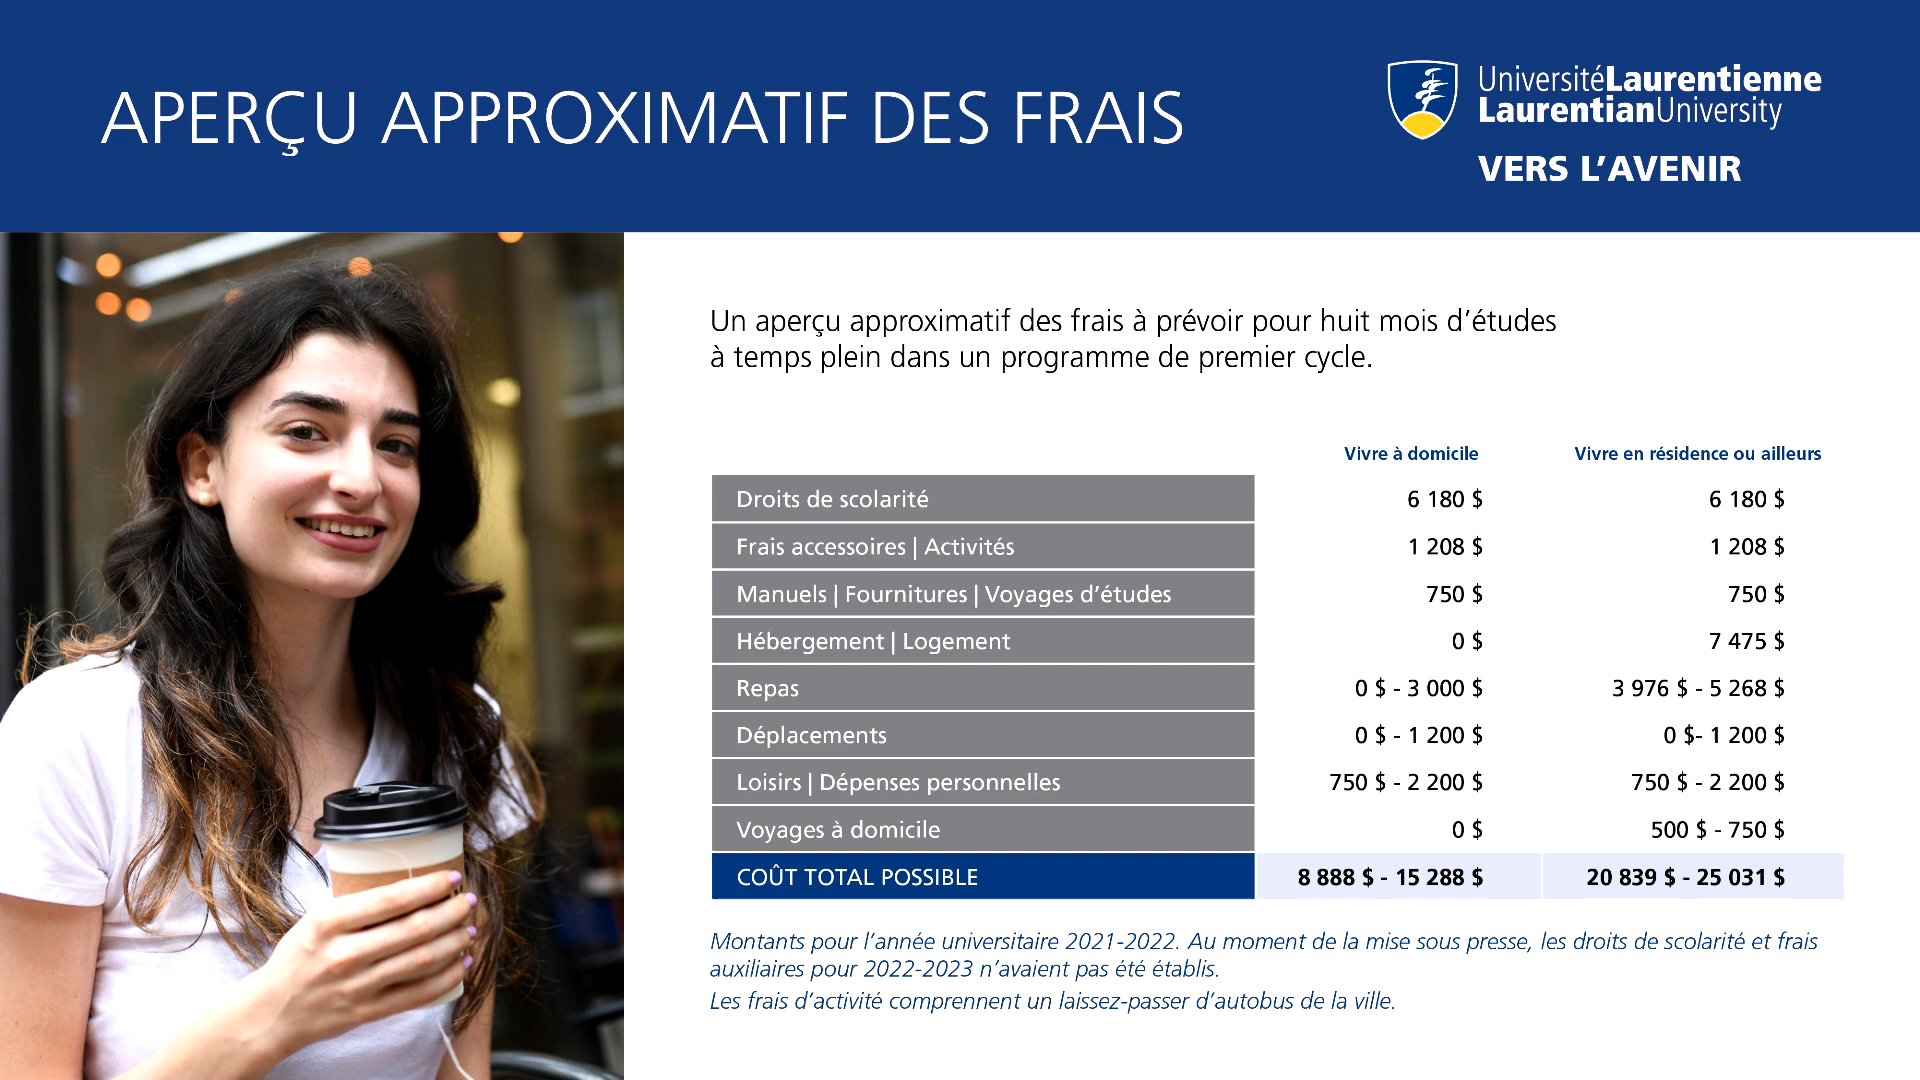 APERÇU APPROXIMATIF DES FRAIS
UniversitéLaurentienne
LaurentianUniversity
VERS L’AVENIR
Un aperçu approximatif des frais à prévoir pour huit mois d’études
à temps plein dans un programme de premier cycle.
Vivre à domicile Vivre en résidence ou ailleurs
Droits de scolarité 6 180 $ 6 180 $
Frais accessoires | Activités 1 208 $ 1 208 $
Manuels | Fournitures | Voyages d’études 750 $ 750 $
Hébergement | Logement 0 $ 7 475 $
Repas 0 $ - 3 000 $ 3 976 $ - 5 268 $
Déplacements 0 $ - 1 200 $ 0 $- 1 200 $
Loisirs | Dépenses personnelles 750 $ - 2 200 $ 750 $ - 2 200 $
Voyages à domicile 0 $ 500 $ - 750 $
COÛT TOTAL POSSIBLE 8 888 $ - 15 288 $ 20 839 $ - 25 031 $
Montants pour l’année universitaire 2021-2022. Au moment de la mise sous presse, les droits de scolarité et frais
auxiliaires pour 2022-2023 n’avaient pas été établis.
Les frais d’activité comprennent un laissez-passer d’autobus de la ville.